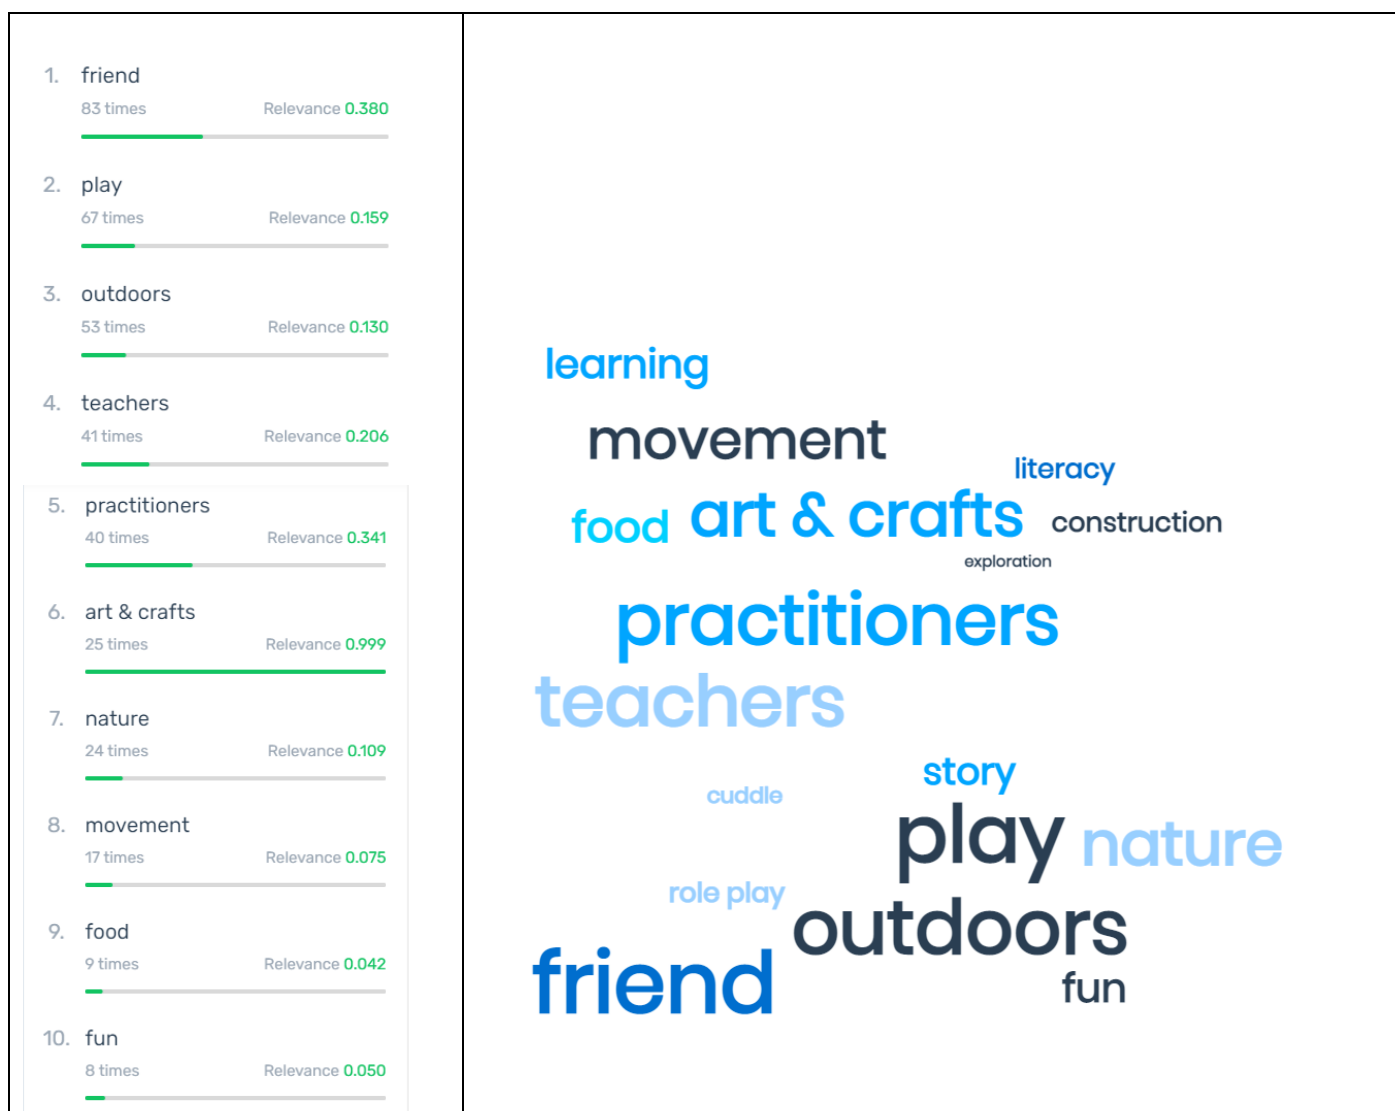 1. friend
83 times Relevance 0.380
2. play
67 times Relevance 0.159
3. outdoors
53 times Relevance 0.130
4. teachers
41 times Relevance 0.206
5. practitioners
40 times Relevance 0.341
6. art & crafts
25 times Relevance 0.999
7. nature
24 times Relevance 0.109
8. movement
17 times Relevance 0.075
9. food
9 times Relevance 0.042
10. fun
8 times Relevance 0.050
learning
movement
literacy
food art & crafts construction
exploration
practitioners
teachers
story
cuddle
play nature
role play
outdoors
friend
fun